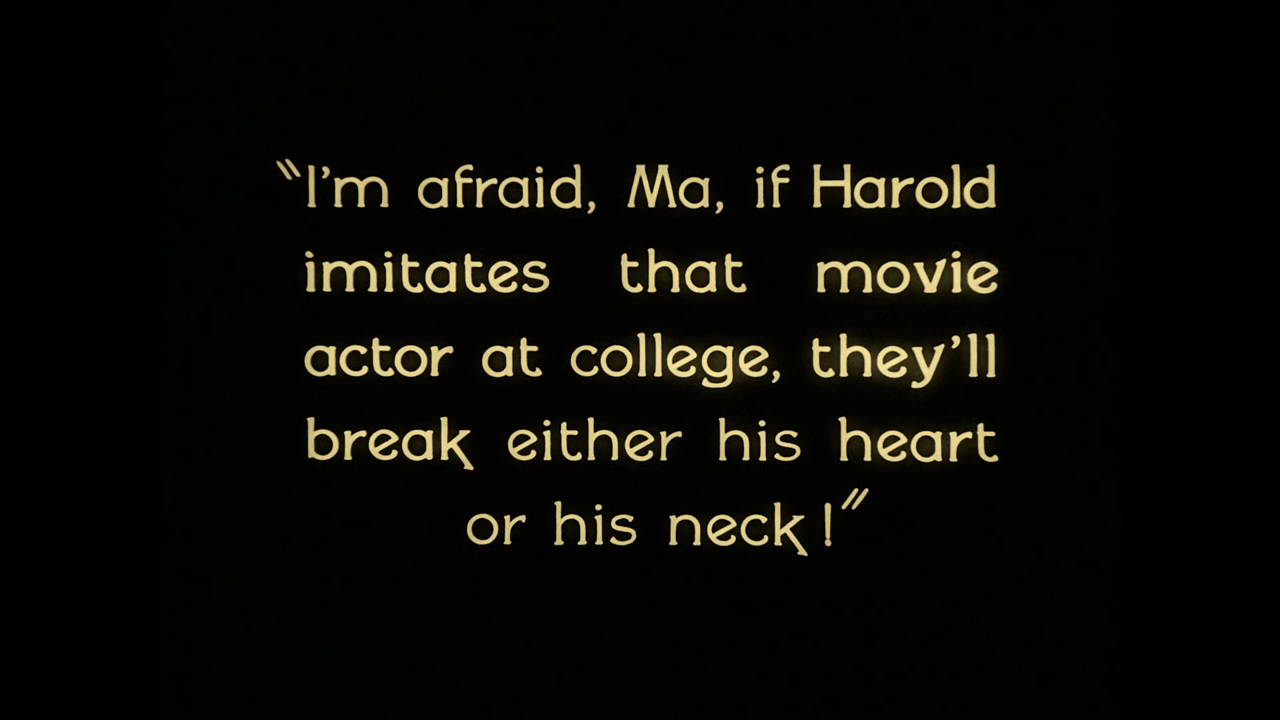 "I'm afraid, Ma, if Harold
imitates that movie
actor at college, they'll
break either his heart
or his neck!"